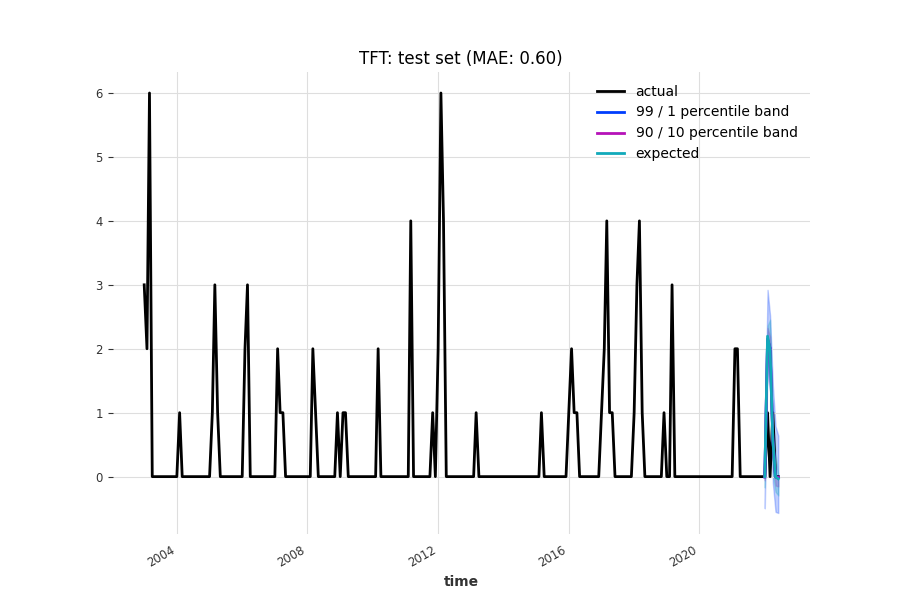 TFT: test set (MAE: 0.60)
actual
99 / 1 percentile band
90 / 10 percentile band
expected
6
5
4
3
2
1
0
2004 2008 2012 2016 2020
time